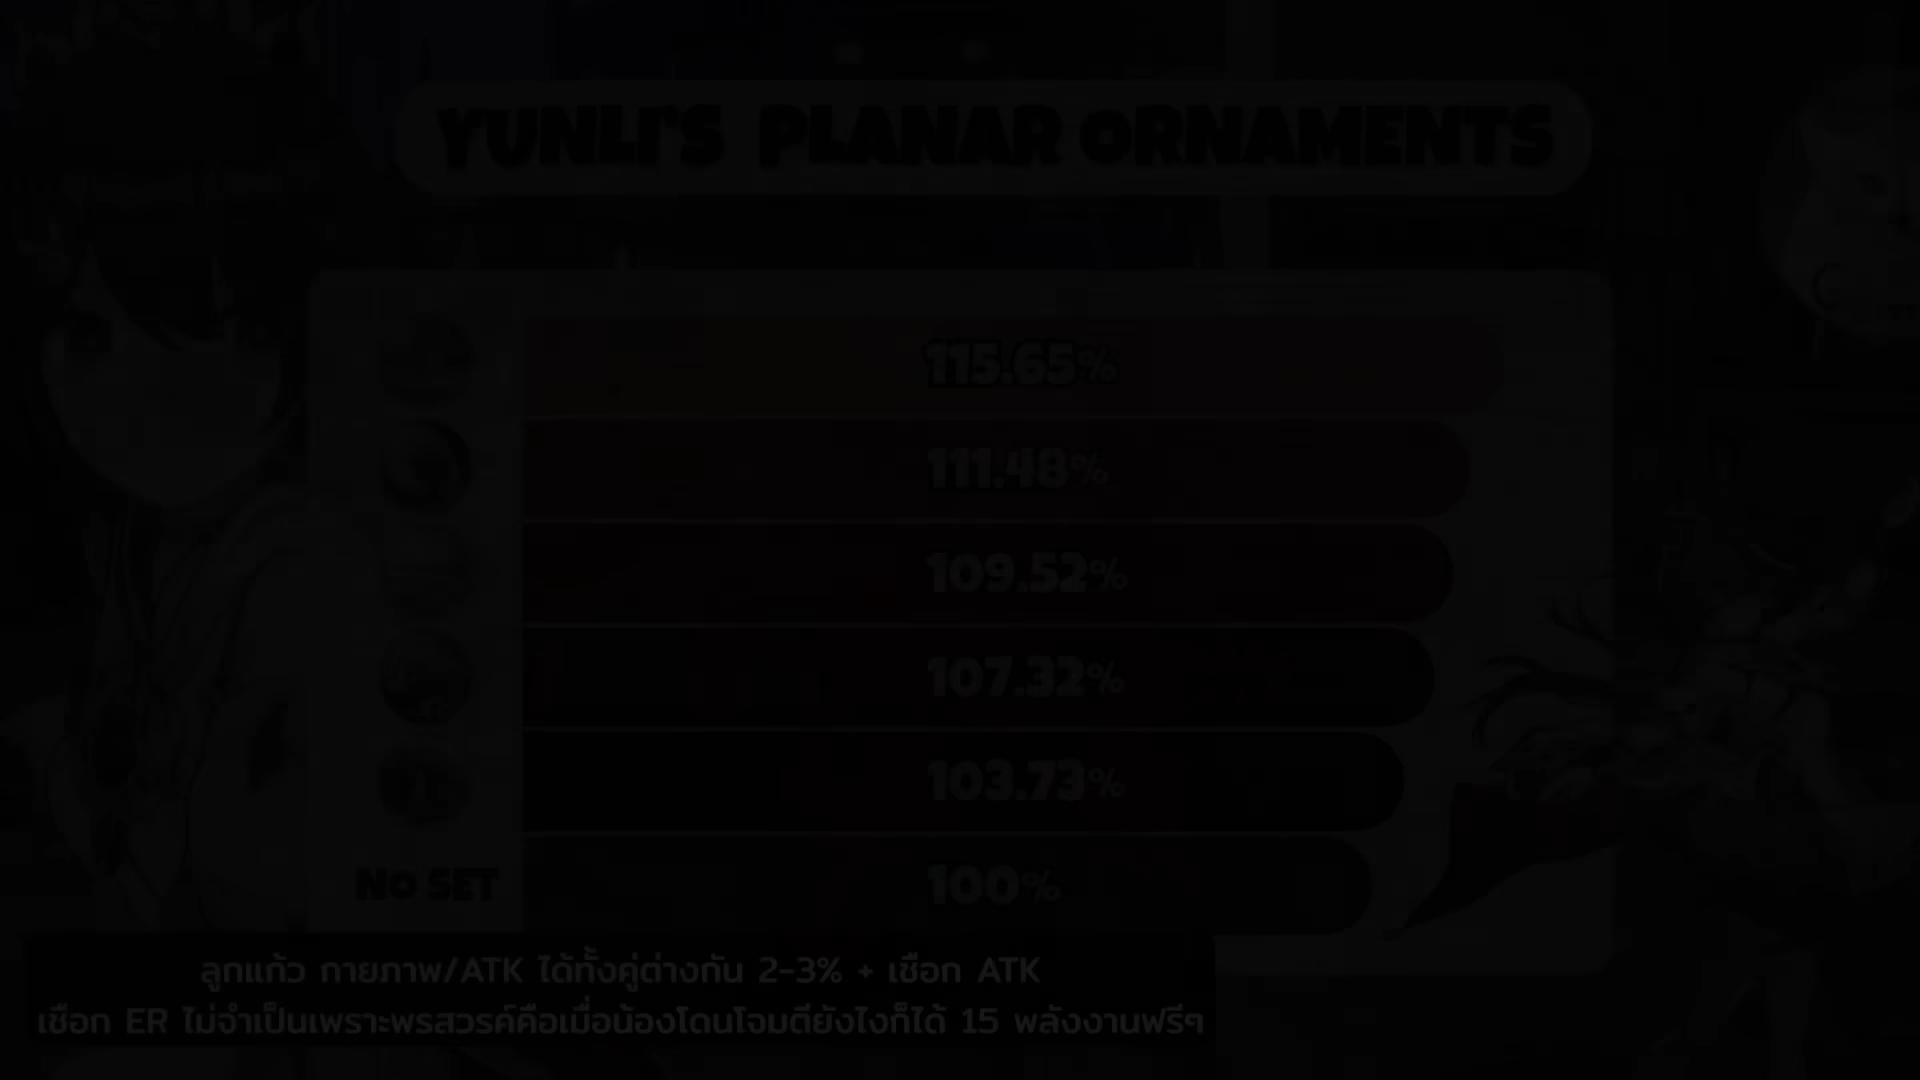 YUNLI'S PLANAR ORNAMENTS
115.65%
111.48%
109.52%
107.32%
103.73%
NO SET 100%
ลูกแก้ว กายภาพ/ATK ได้ทั้งคู่ต่างกัน 2-3% + เชือก ATK
เชือก ER ไม่จำเป็นเพราะพรสวรรค์คือเมื่อน้องโดนโจมตียังไงก็ได้ 15 พลังงานฟรีๆ